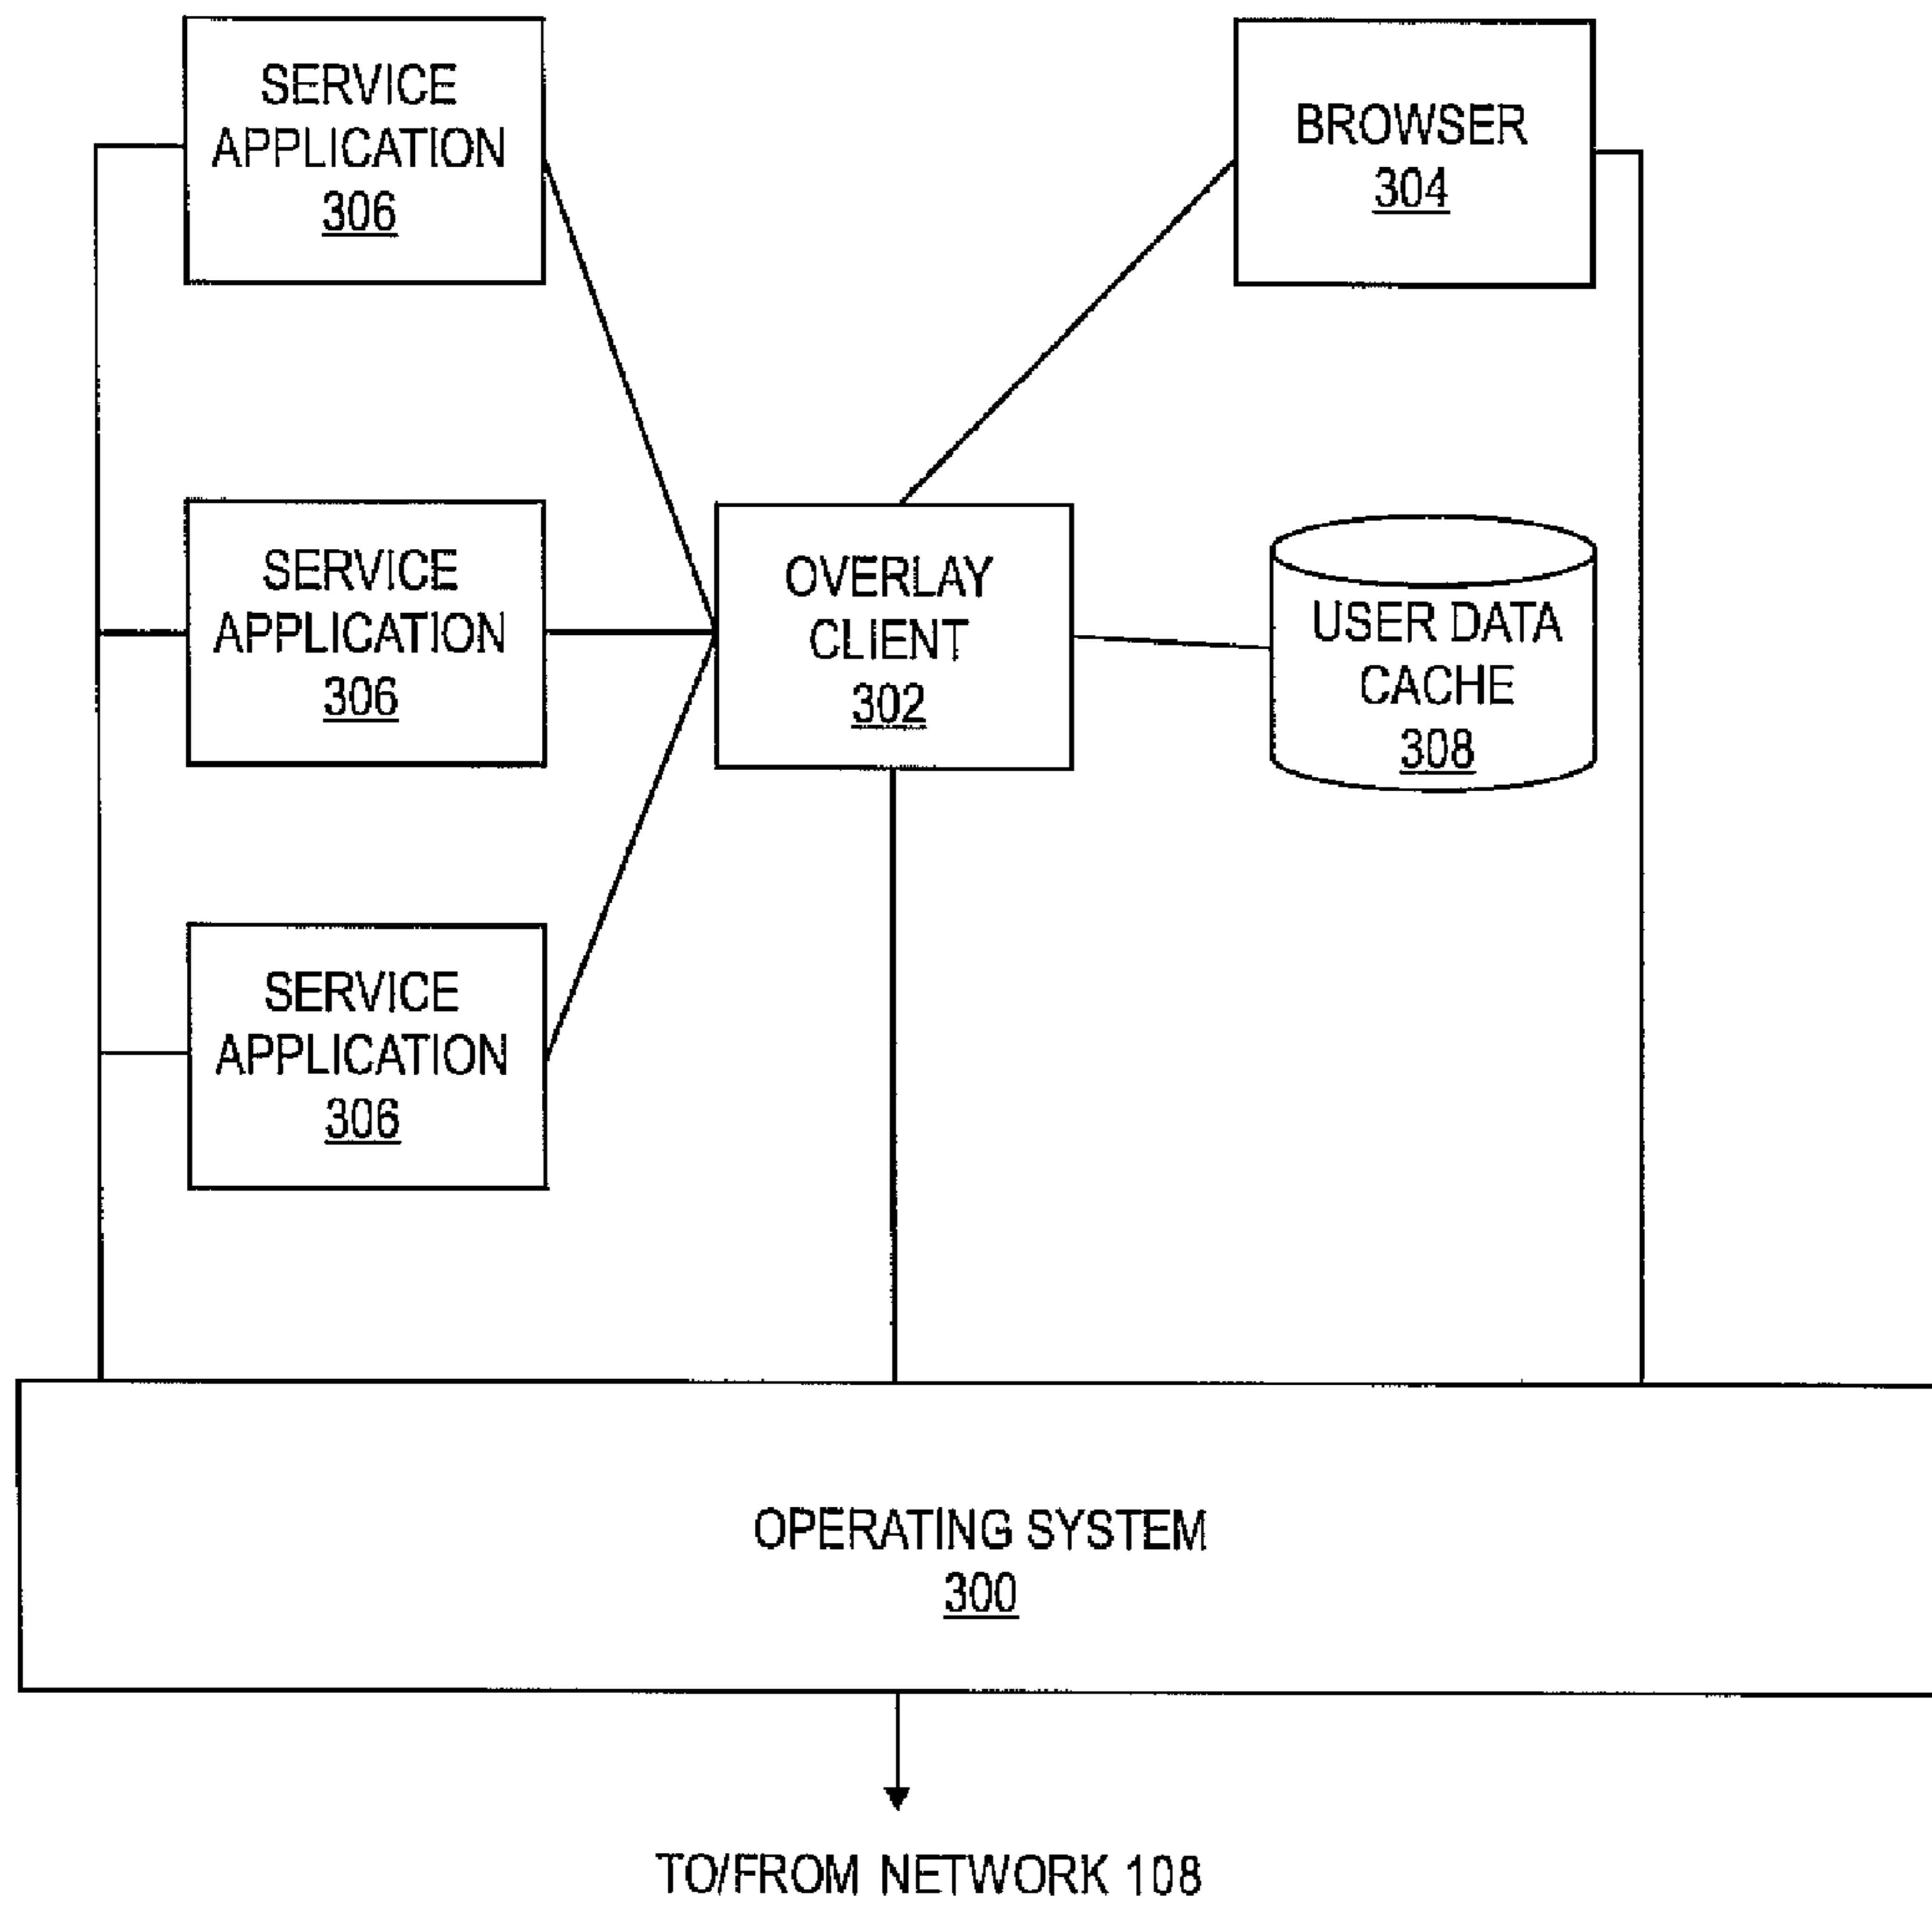 SERVICE
APPLICATION
306
BROWSER
304
SERVICE
APPLICATION
306
OVERLAY
CLIENT
302
USER DATA
CACHE
308
SERVICE
APPLICATION
306
OPERATING SYSTEM
300
TO/FROM NETWORK 108